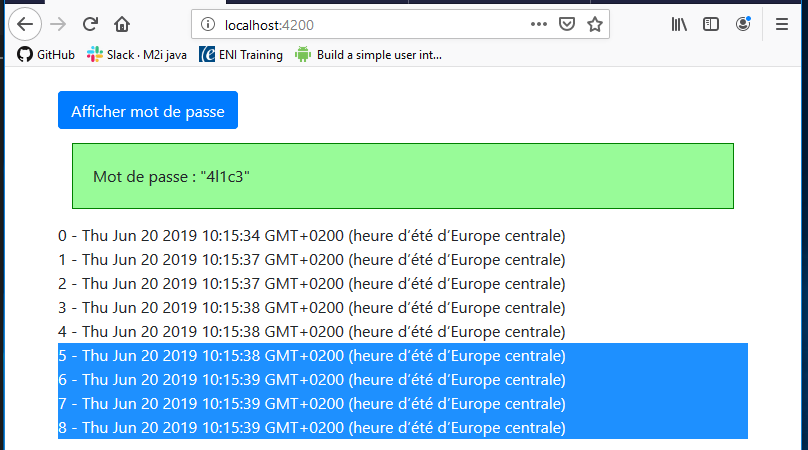 localhost:4200
GitHub Slack · M2i java ENI Training Build a simple user int...
Afficher mot de passe
Mot de passe : "4l1c3"
0 - Thu Jun 20 2019 10:15:34 GMT+0200 (heure d’été d’Europe centrale)
1 - Thu Jun 20 2019 10:15:37 GMT+0200 (heure d’été d’Europe centrale)
2 - Thu Jun 20 2019 10:15:37 GMT+0200 (heure d’été d’Europe centrale)
3 - Thu Jun 20 2019 10:15:38 GMT+0200 (heure d’été d’Europe centrale)
4 - Thu Jun 20 2019 10:15:38 GMT+0200 (heure d’été d’Europe centrale)
5 - Thu Jun 20 2019 10:15:38 GMT+0200 (heure d’été d’Europe centrale)
6 - Thu Jun 20 2019 10:15:39 GMT+0200 (heure d’été d’Europe centrale)
7 - Thu Jun 20 2019 10:15:39 GMT+0200 (heure d’été d’Europe centrale)
8 - Thu Jun 20 2019 10:15:39 GMT+0200 (heure d’été d’Europe centrale)